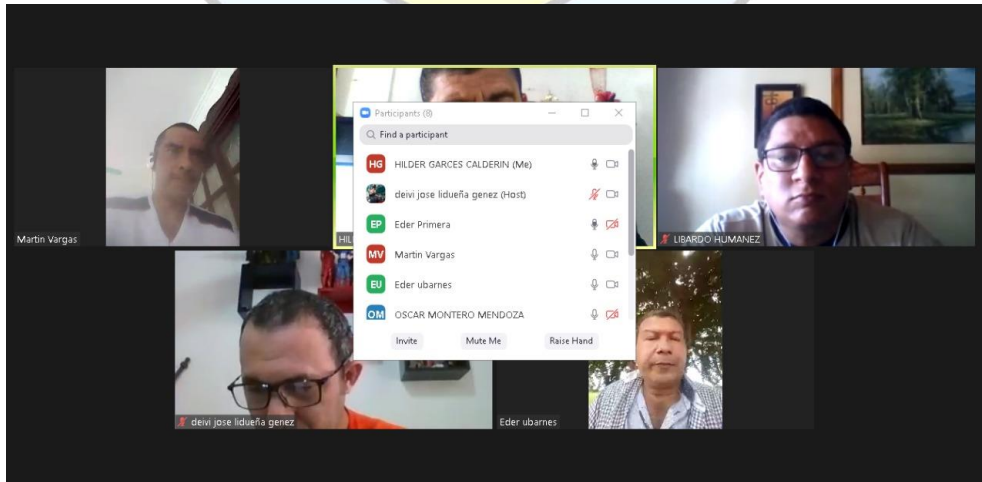 Participants (8)
Find a participant
HG HILDER GARCES CALDERIN (Me)
deivi jose lidueña genez (Host)
EP Eder Primera
MV Martin Vargas
EU Eder ubarnes
OM OSCAR MONTERO MENDOZA
Invite Mute Me Raise Hand
Martin Vargas
HIL
LIBARDO HUMANEZ
deivi jose lidueña genez
Eder ubarnes